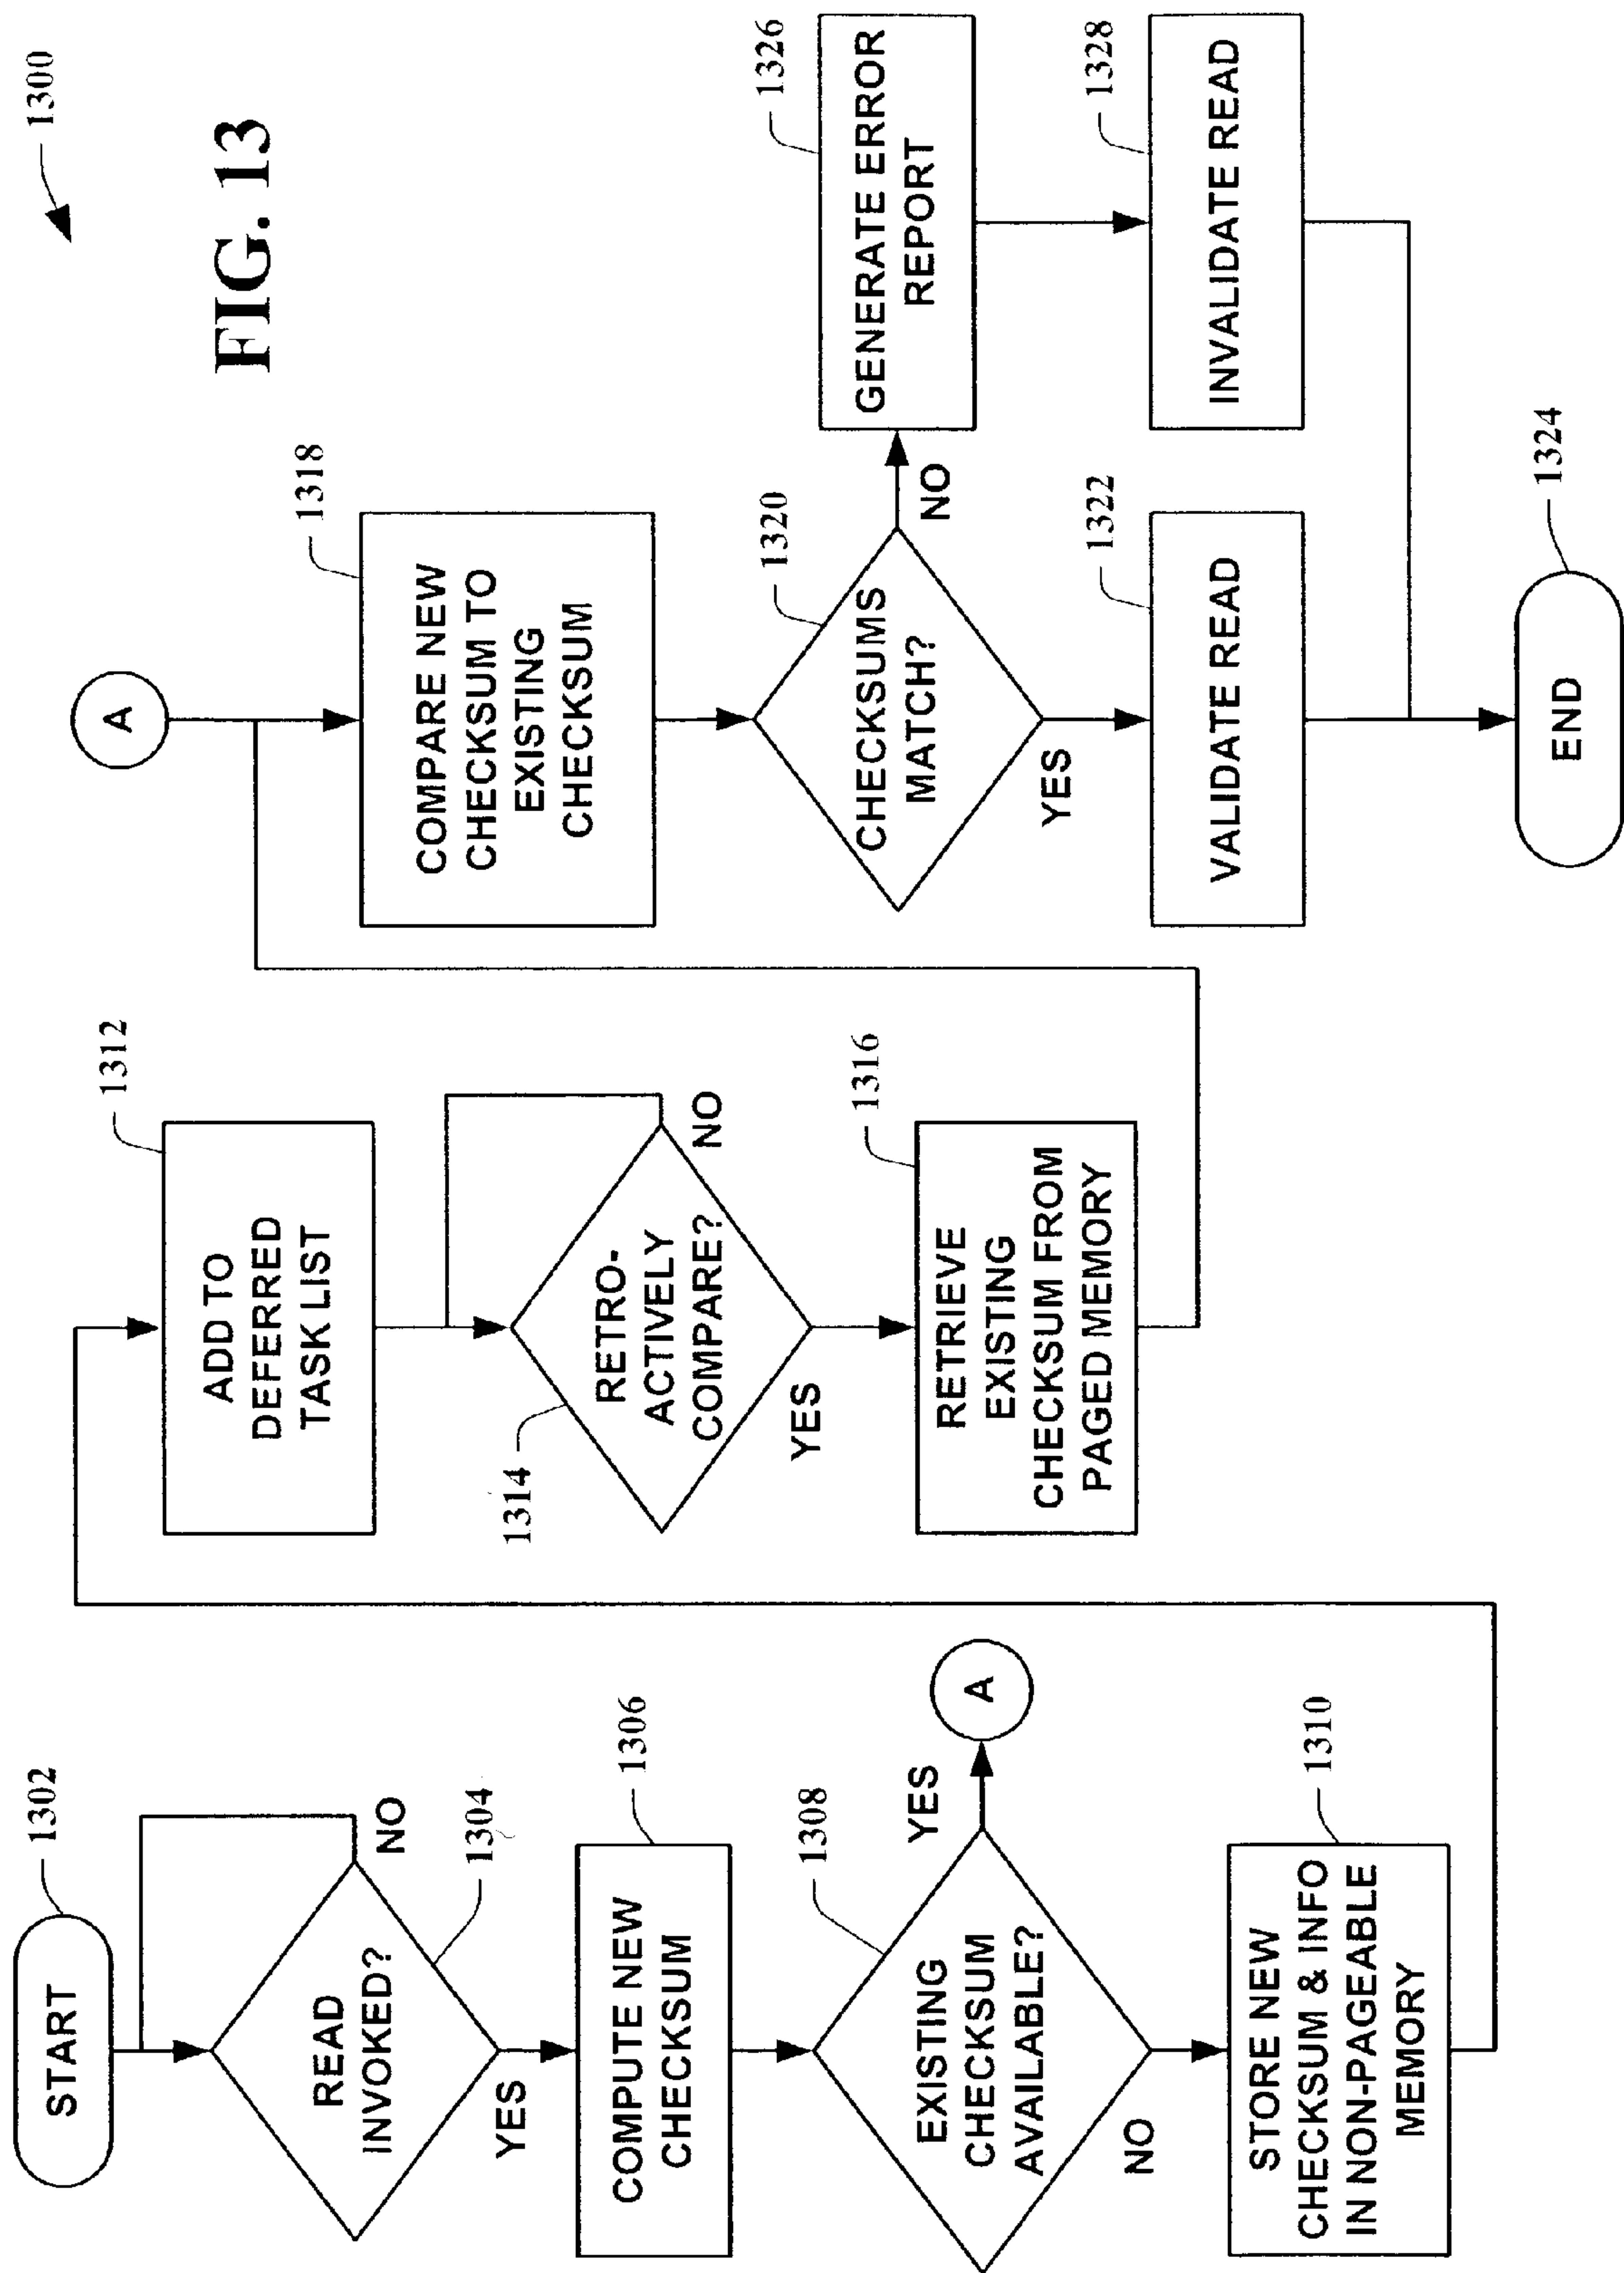 1300
FIG. 13
START
1302
READ
INVOKED?
NO
1304
YES
COMPUTE NEW
CHECKSUM
1306
EXISTING
CHECKSUM
AVAILABLE?
1308
YES
A
NO
STORE NEW
CHECKSUM & INFO
IN NON-PAGEABLE
MEMORY
1310
ADD TO
DEFERRED
TASK LIST
1312
RETRO-
ACTIVELY
COMPARE?
1314
NO
YES
RETRIEVE
EXISTING
CHECKSUM FROM
PAGED MEMORY
1316
A
COMPARE NEW
CHECKSUM TO
EXISTING
CHECKSUM
1318
CHECKSUMS
MATCH?
1320
NO
YES
GENERATE ERROR
REPORT
1326
VALIDATE READ
1322
INVALIDATE READ
1328
END
1324